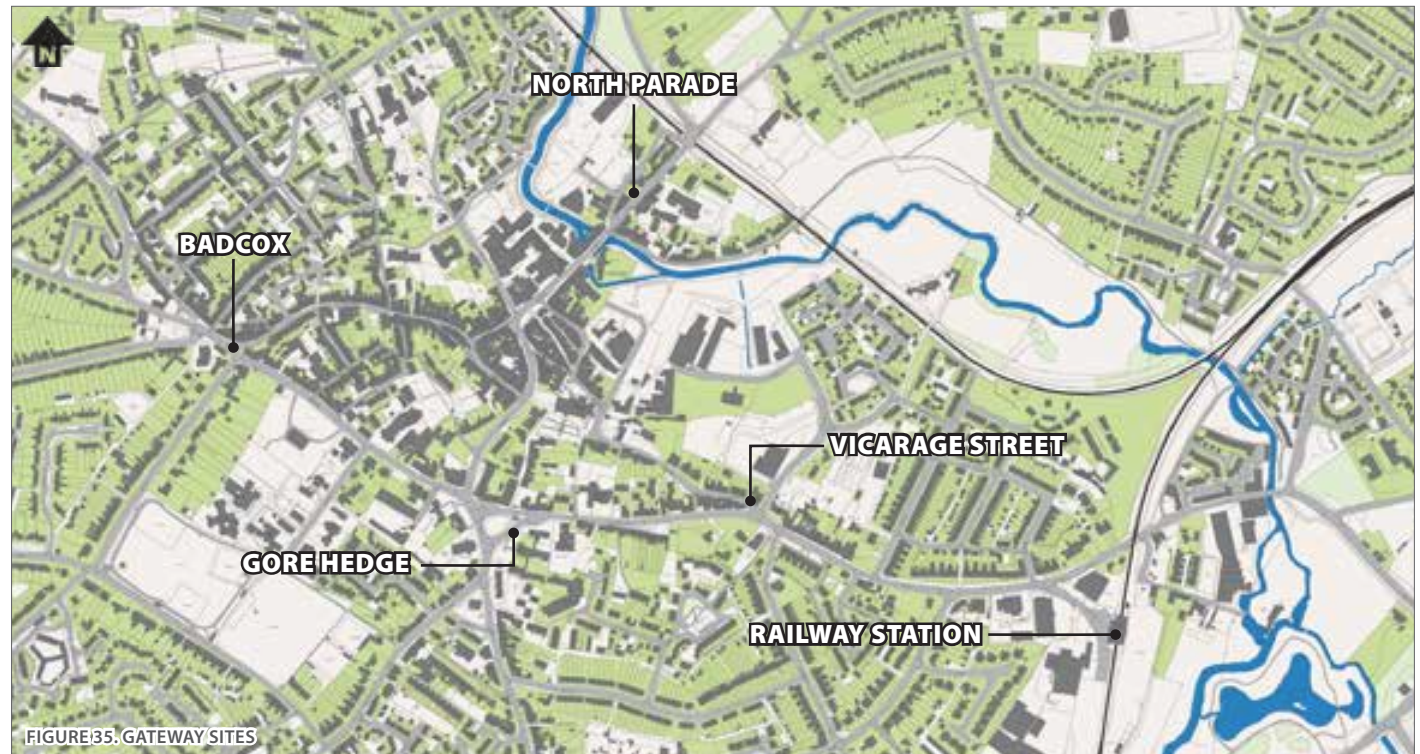 N
NORTH PARADE
BADCOX
VICARAGE STREET
GORE HEDGE
RAILWAY STATION
FIGURE 35. GATEWAY SITES